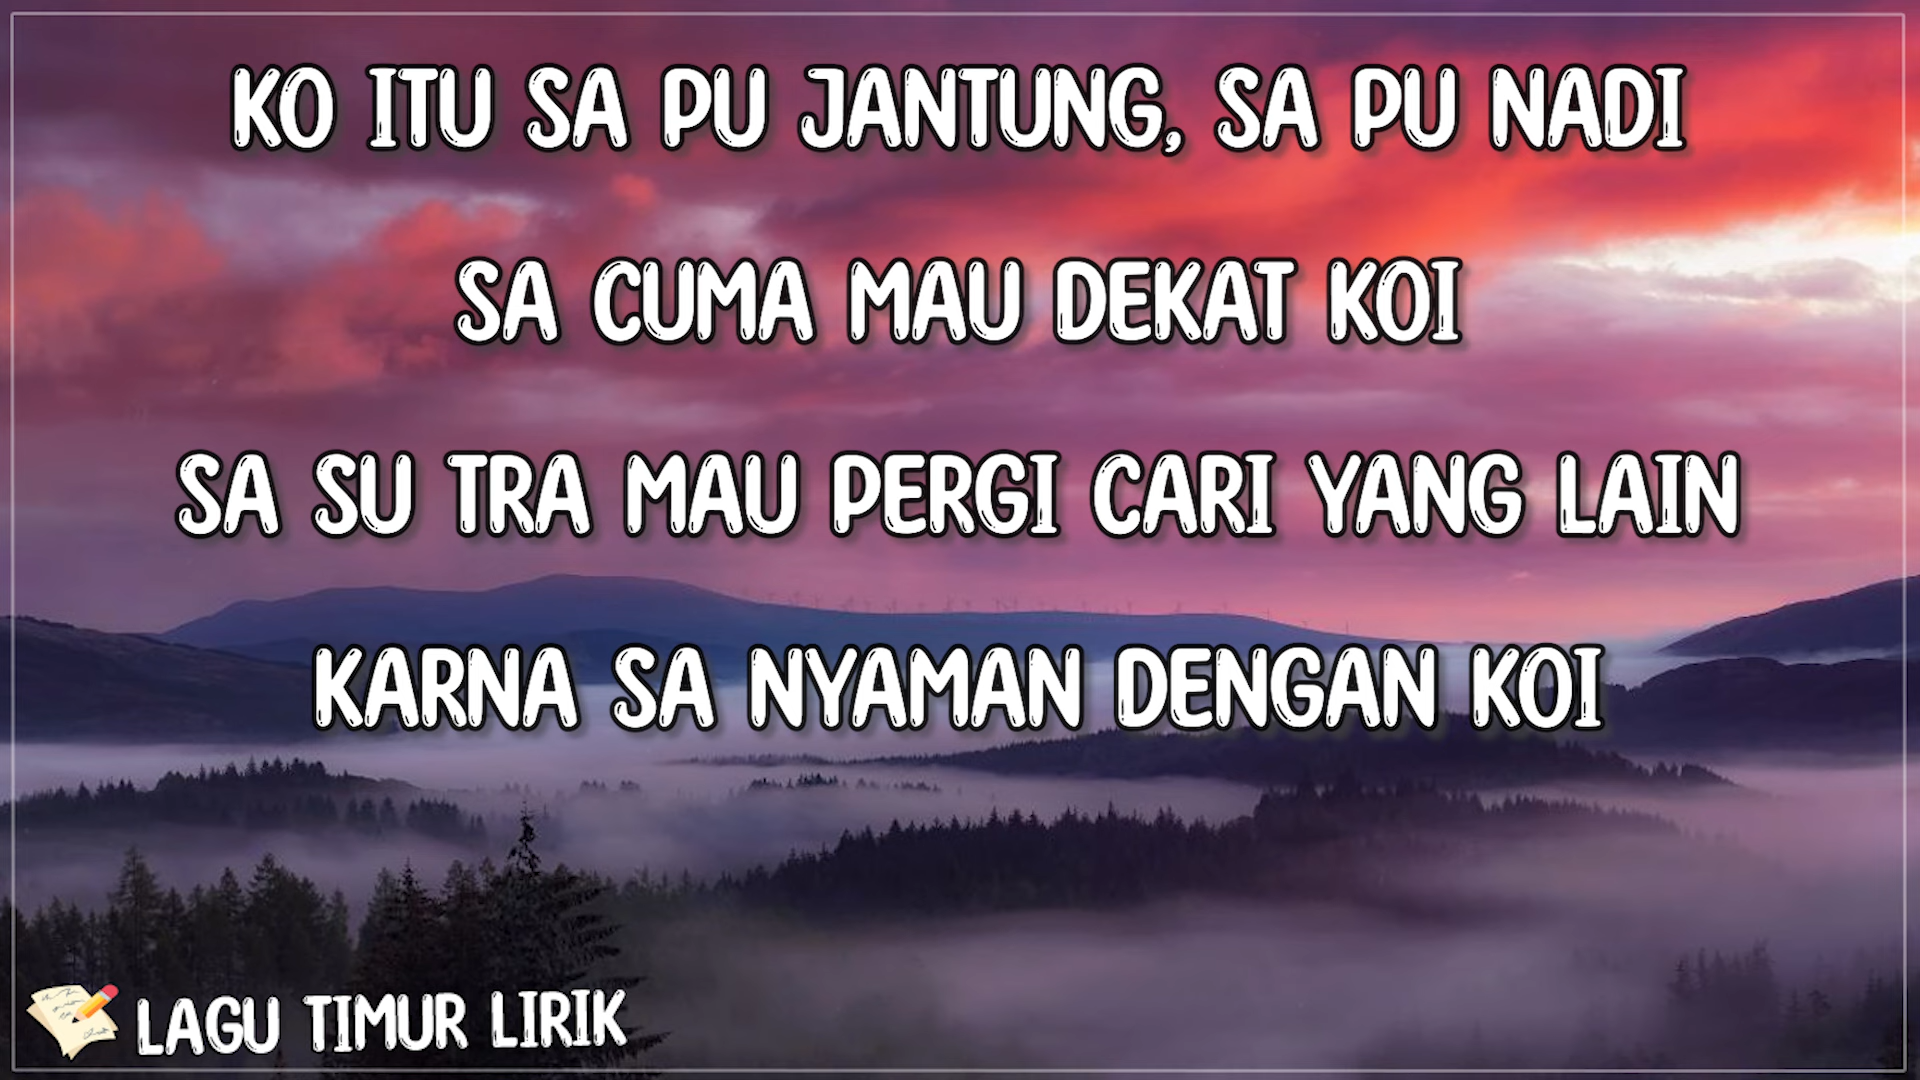 KO ITU SA PU JANTUNG, SA PU NADI
SA CUMA MAU DEKAT KOI
SA SU TRA MAU PERGI CARI YANG LAIN
KARNA SA NYAMAN DENGAN KOI
LAGU TIMUR LIRIK